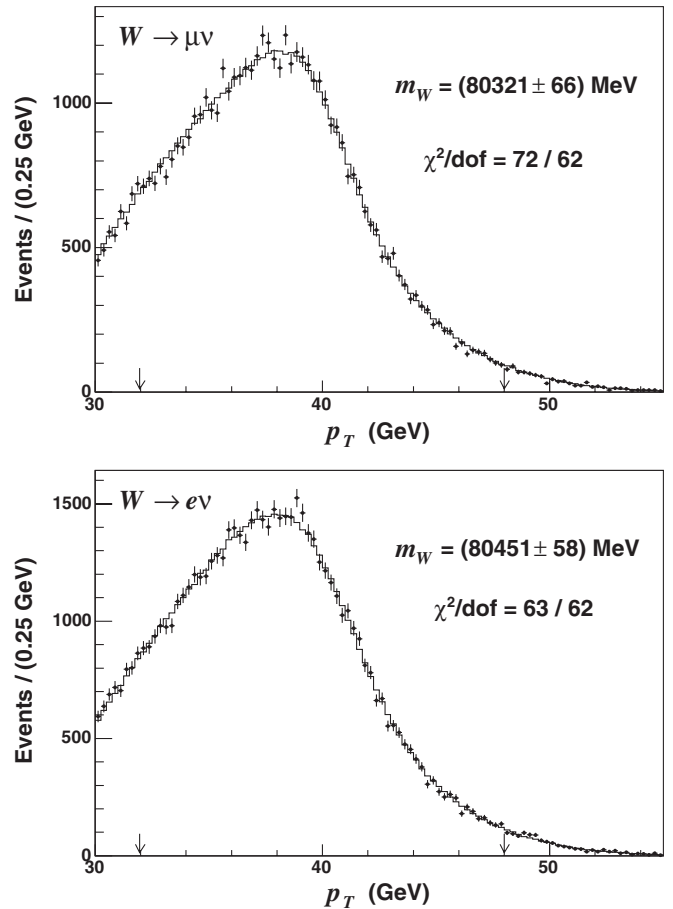 W → μν
m_W = (80321 ± 66) MeV
χ²/dof = 72 / 62
Events / (0.25 GeV)
1000
500
0
30
40
50
p_T (GeV)
W → eν
m_W = (80451 ± 58) MeV
χ²/dof = 63 / 62
Events / (0.25 GeV)
1500
1000
500
0
30
40
50
p_T (GeV)